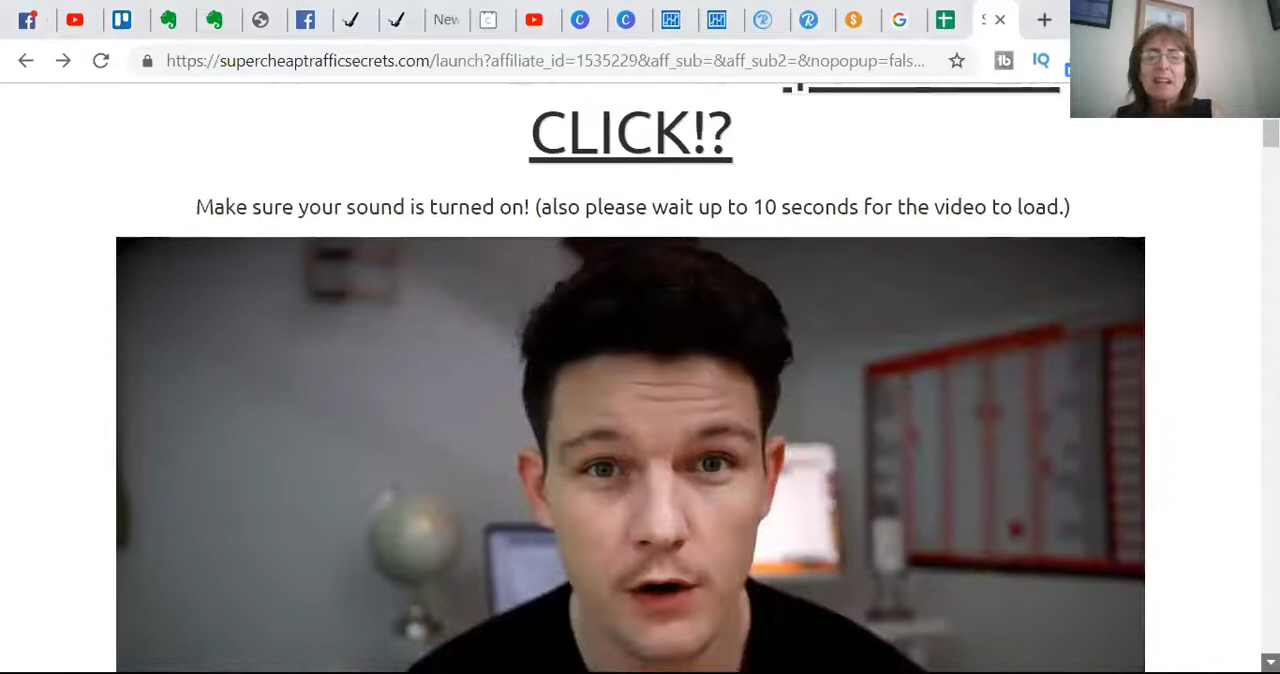 New
https://supercheaptrafficsecrets.com/launch?affiliate_id=1535229&aff_sub=&aff_sub2=&nopopup=fals...
CLICK!?
Make sure your sound is turned on! (also please wait up to 10 seconds for the video to load.)